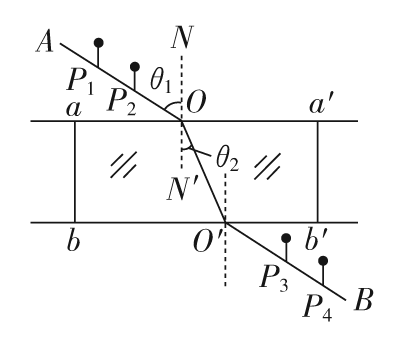 A
N
P₁
P₂
θ₁
O
a
a′
θ₂
N′
b
O′
b′
P₃
P₄
B